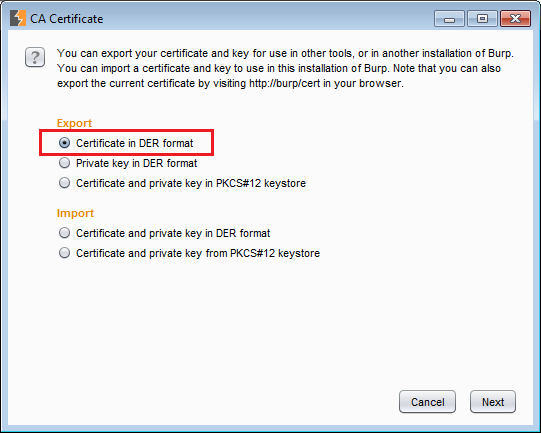 CA Certificate
?
You can export your certificate and key for use in other tools, or in another installation of Burp.
You can import a certificate and key to use in this installation of Burp. Note that you can also
export the current certificate by visiting http://burp/cert in your browser.
Export
Certificate in DER format
Private key in DER format
Certificate and private key in PKCS#12 keystore
Import
Certificate and private key in DER format
Certificate and private key from PKCS#12 keystore
Cancel Next